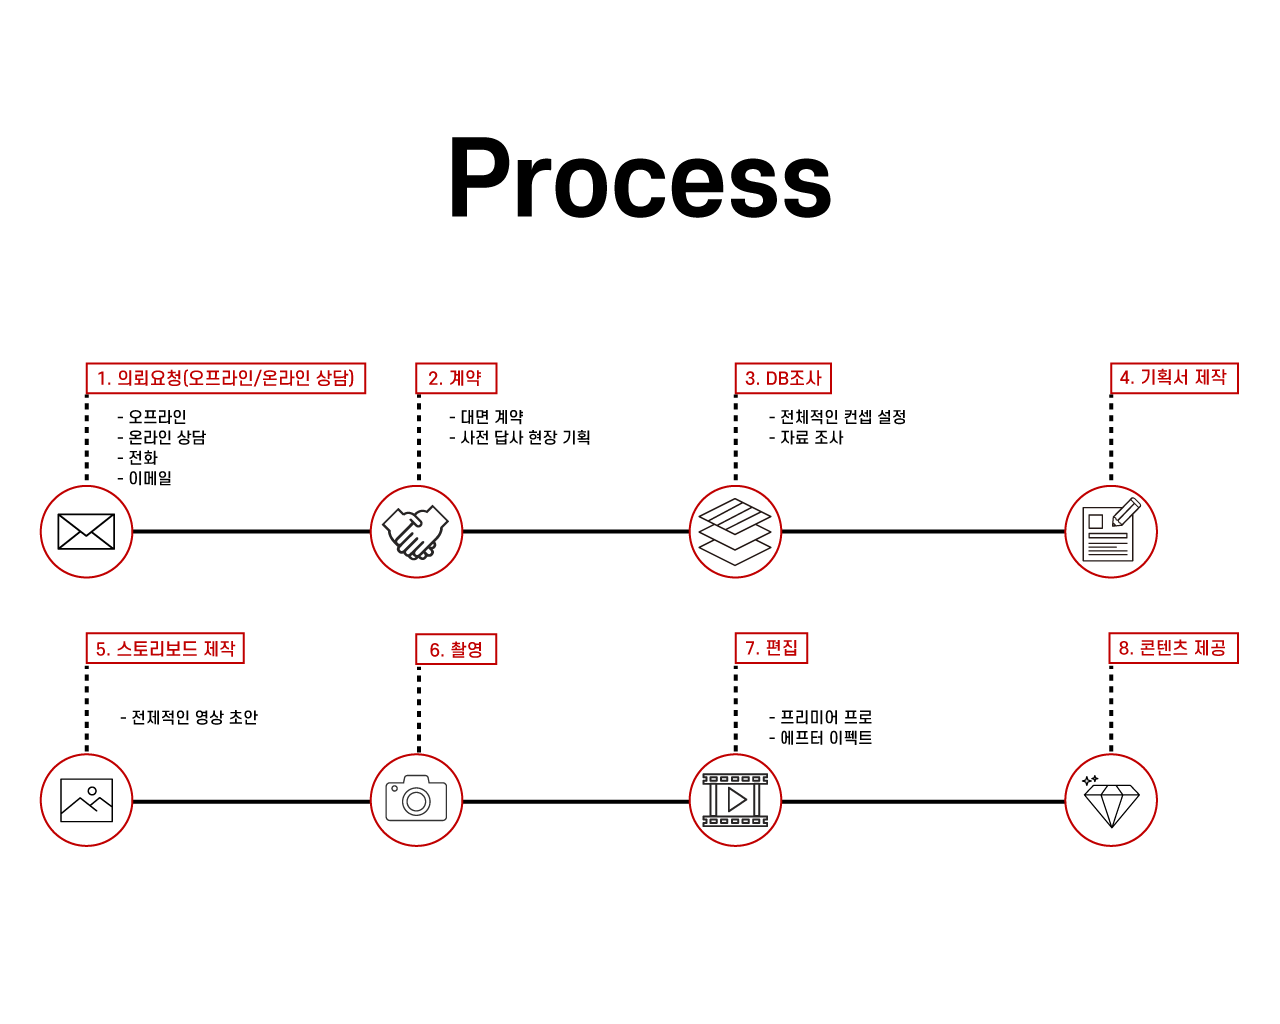 Process
1. 의뢰요청(오프라인/온라인 상담)
- 오프라인
- 온라인 상담
- 전화
- 이메일
2. 계약
- 대면 계약
- 사전 답사 현장 기획
3. DB조사
- 전체적인 컨셉 설정
- 자료 조사
4. 기획서 제작
5. 스토리보드 제작
- 전제적인 영상 초안
6. 촬영
7. 편집
- 프리미어 프로
- 에프터 이펙트
8. 콘텐츠 제공